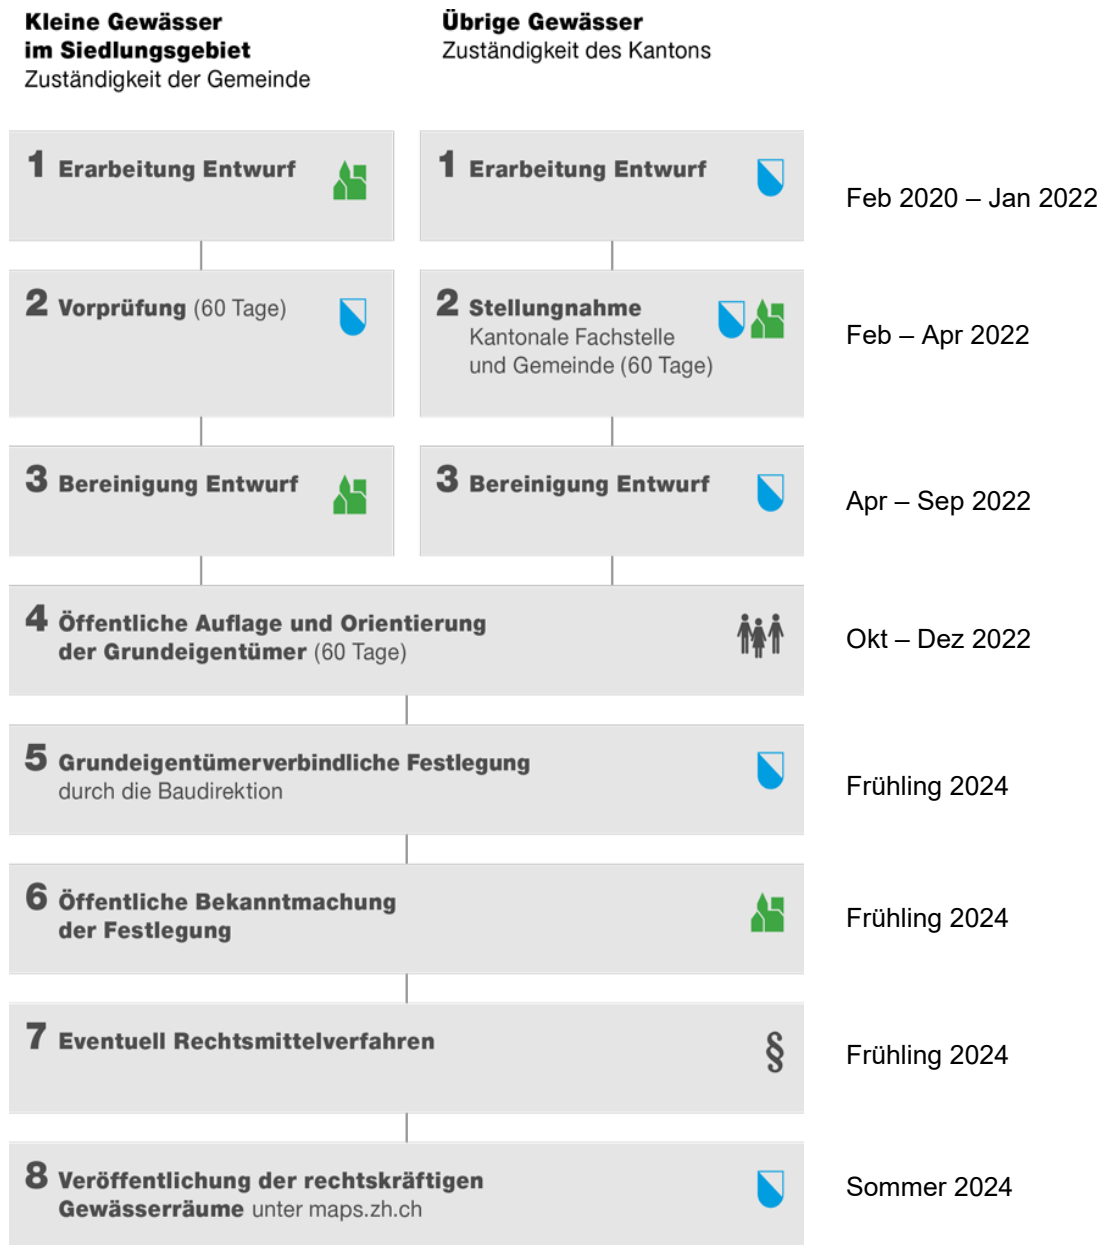 Kleine Gewässer
im Siedlungsgebiet
Zuständigkeit der Gemeinde
Übrige Gewässer
Zuständigkeit des Kantons
1 Erarbeitung Entwurf
1 Erarbeitung Entwurf
Feb 2020 – Jan 2022
2 Vorprüfung (60 Tage)
2 Stellungnahme
Kantonale Fachstelle
und Gemeinde (60 Tage)
Feb – Apr 2022
3 Bereinigung Entwurf
3 Bereinigung Entwurf
Apr – Sep 2022
4 Öffentliche Auflage und Orientierung
der Grundeigentümer (60 Tage)
Okt – Dez 2022
5 Grundeigentümerverbindliche Festlegung
durch die Baudirektion
Frühling 2024
6 Öffentliche Bekanntmachung
der Festlegung
Frühling 2024
7 Eventuell Rechtsmittelverfahren
§
Frühling 2024
8 Veröffentlichung der rechtskräftigen
Gewässerräume unter maps.zh.ch
Sommer 2024